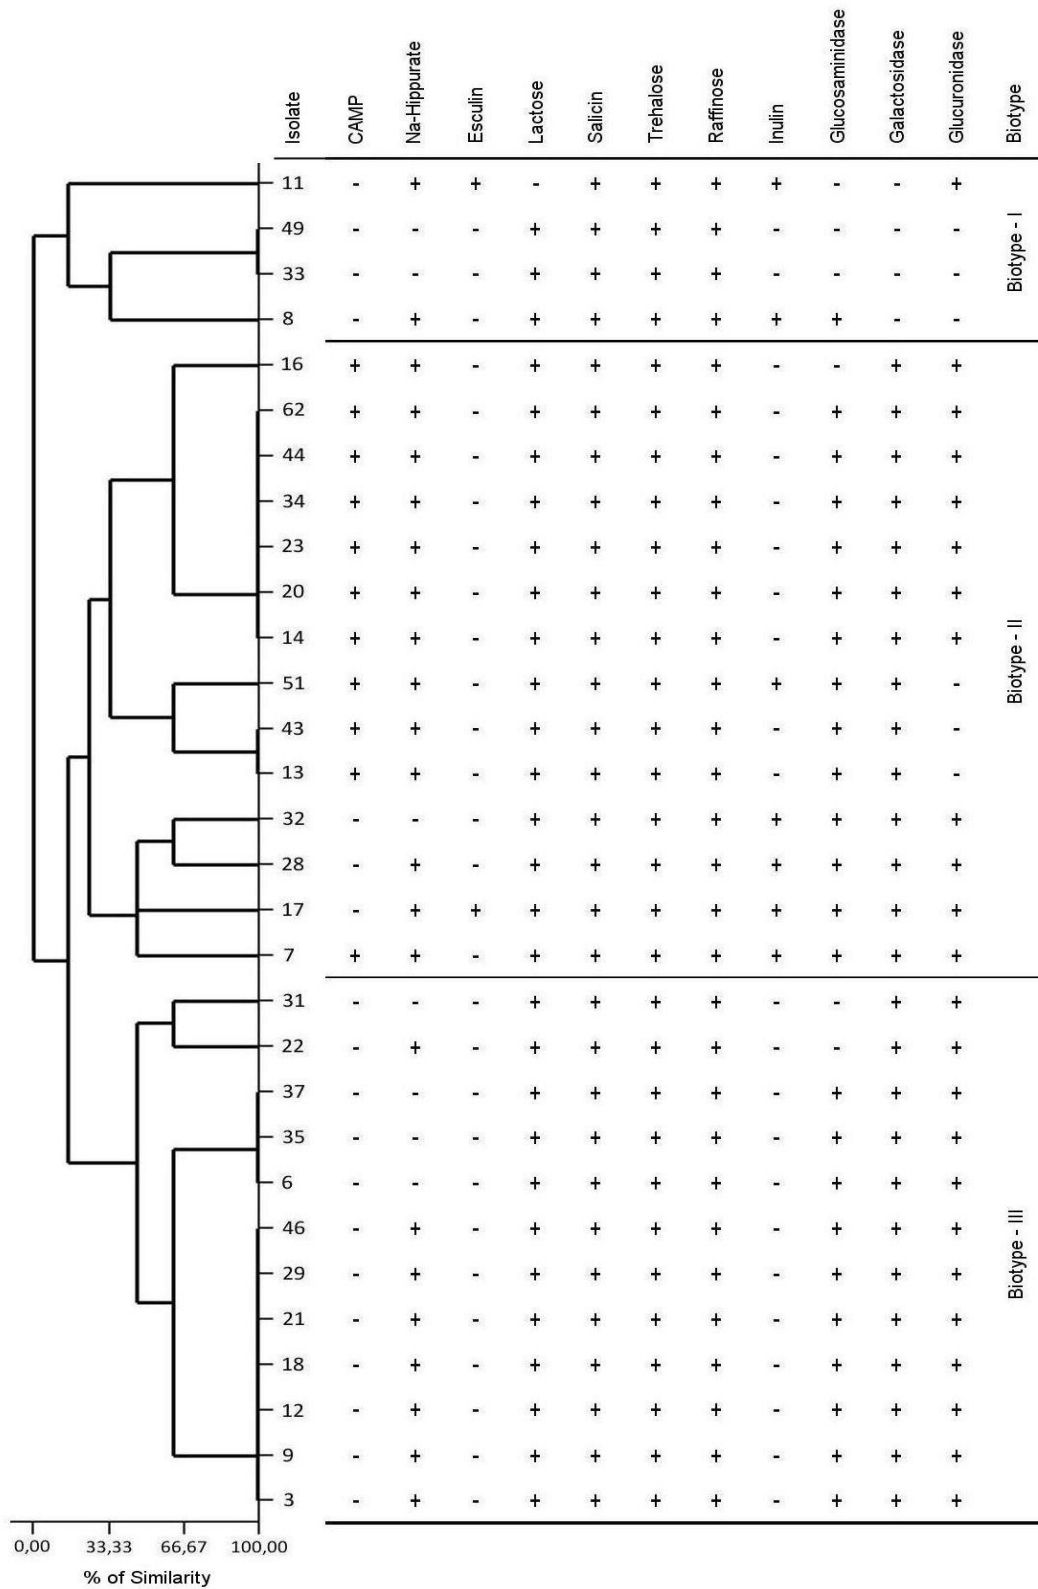 Isolate CAMP Na-Hippurate Esculin Lactose Salicin Trehalose Raffinose Inulin Glucosaminidase Galactosidase Glucuronidase Biotype
11 - + + - + + + + - - +
49 - - - + + + + - - - -
33 - - - + + + + - - - -
8 - + - + + + + + + - -
Biotype - I
16 + + - + + + + - - + +
62 + + - + + + + - + + +
44 + + - + + + + - + + +
34 + + - + + + + - + + +
23 + + - + + + + - + + +
20 + + - + + + + - + + +
14 + + - + + + + - + + +
51 + + - + + + + + + + -
43 + + - + + + + - + + -
13 + + - + + + + - + + -
32 - - - + + + + + + + +
28 - + - + + + + + + + +
17 - + + + + + + + + + +
7 + + - + + + + + + + +
Biotype - II
31 - - - + + + + - - + +
22 - + - + + + + - - + +
37 - - - + + + + - + + +
35 - - - + + + + - + + +
6 - - - + + + + - + + +
46 - + - + + + + - + + +
29 - + - + + + + - + + +
21 - + - + + + + - + + +
18 - + - + + + + - + + +
12 - + - + + + + - + + +
9 - + - + + + + - + + +
3 - + - + + + + - + + +
Biotype - III
0,00 33,33 66,67 100,00
% of Similarity